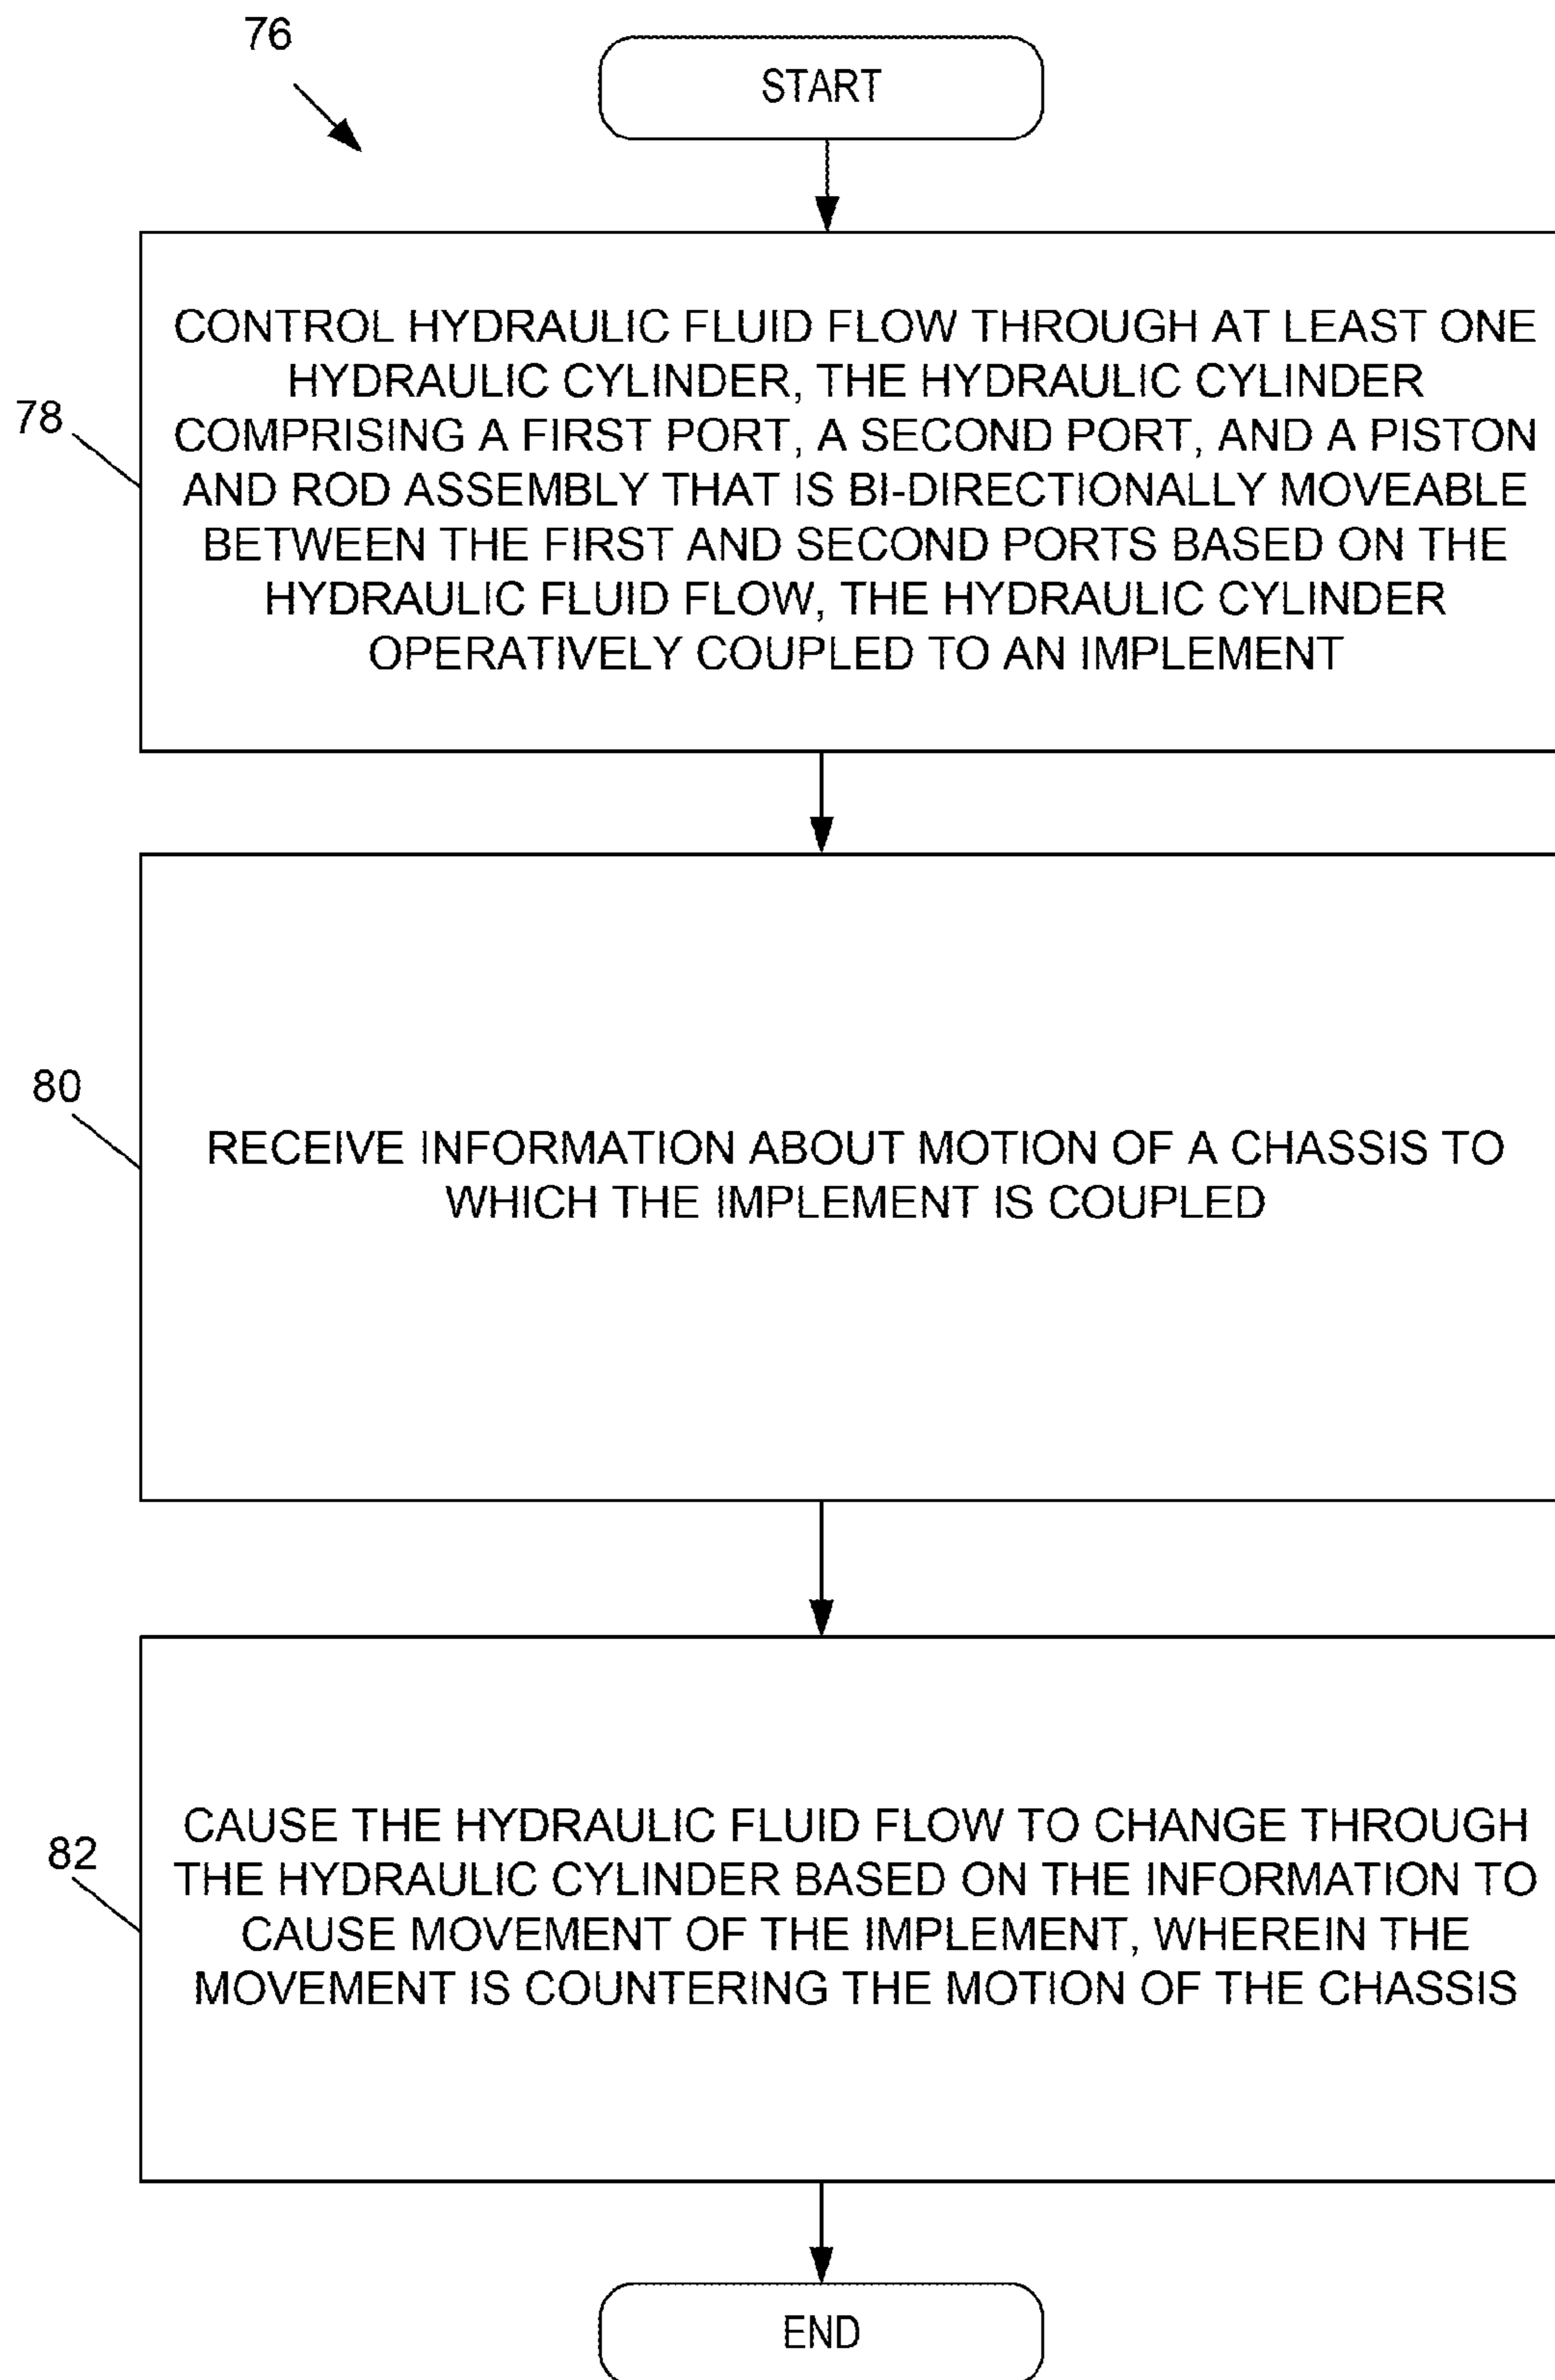 76
START
CONTROL HYDRAULIC FLUID FLOW THROUGH AT LEAST ONE
HYDRAULIC CYLINDER, THE HYDRAULIC CYLINDER
COMPRISING A FIRST PORT, A SECOND PORT, AND A PISTON
AND ROD ASSEMBLY THAT IS BI-DIRECTIONALLY MOVEABLE
BETWEEN THE FIRST AND SECOND PORTS BASED ON THE
HYDRAULIC FLUID FLOW, THE HYDRAULIC CYLINDER
OPERATIVELY COUPLED TO AN IMPLEMENT
78
RECEIVE INFORMATION ABOUT MOTION OF A CHASSIS TO
WHICH THE IMPLEMENT IS COUPLED
80
CAUSE THE HYDRAULIC FLUID FLOW TO CHANGE THROUGH
THE HYDRAULIC CYLINDER BASED ON THE INFORMATION TO
CAUSE MOVEMENT OF THE IMPLEMENT, WHEREIN THE
MOVEMENT IS COUNTERING THE MOTION OF THE CHASSIS
82
END